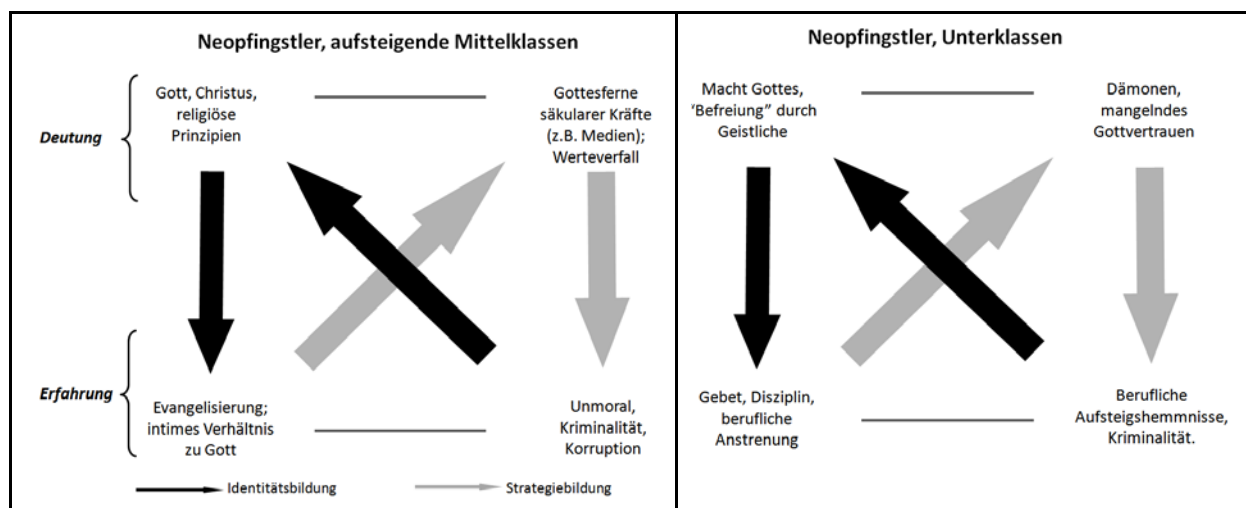 Neopfingstler, aufsteigende Mittelklassen
Deutung
Gott, Christus,
religiöse
Prinzipien
Gottesferne
säkularer Kräfte
(z.B. Medien);
Werteverfall
Erfahrung
Evangelisierung;
intimes Verhältnis
zu Gott
Unmoral,
Kriminalität,
Korruption
Identitätsbildung
Strategiebildung
Neopfingstler, Unterklassen
Macht Gottes,
"Befreiung" durch
Geistliche
Dämonen,
mangelndes
Gottvertrauen
Gebet, Disziplin,
berufliche
Anstrenung
Berufliche
Aufsteigshemmnisse,
Kriminalität.